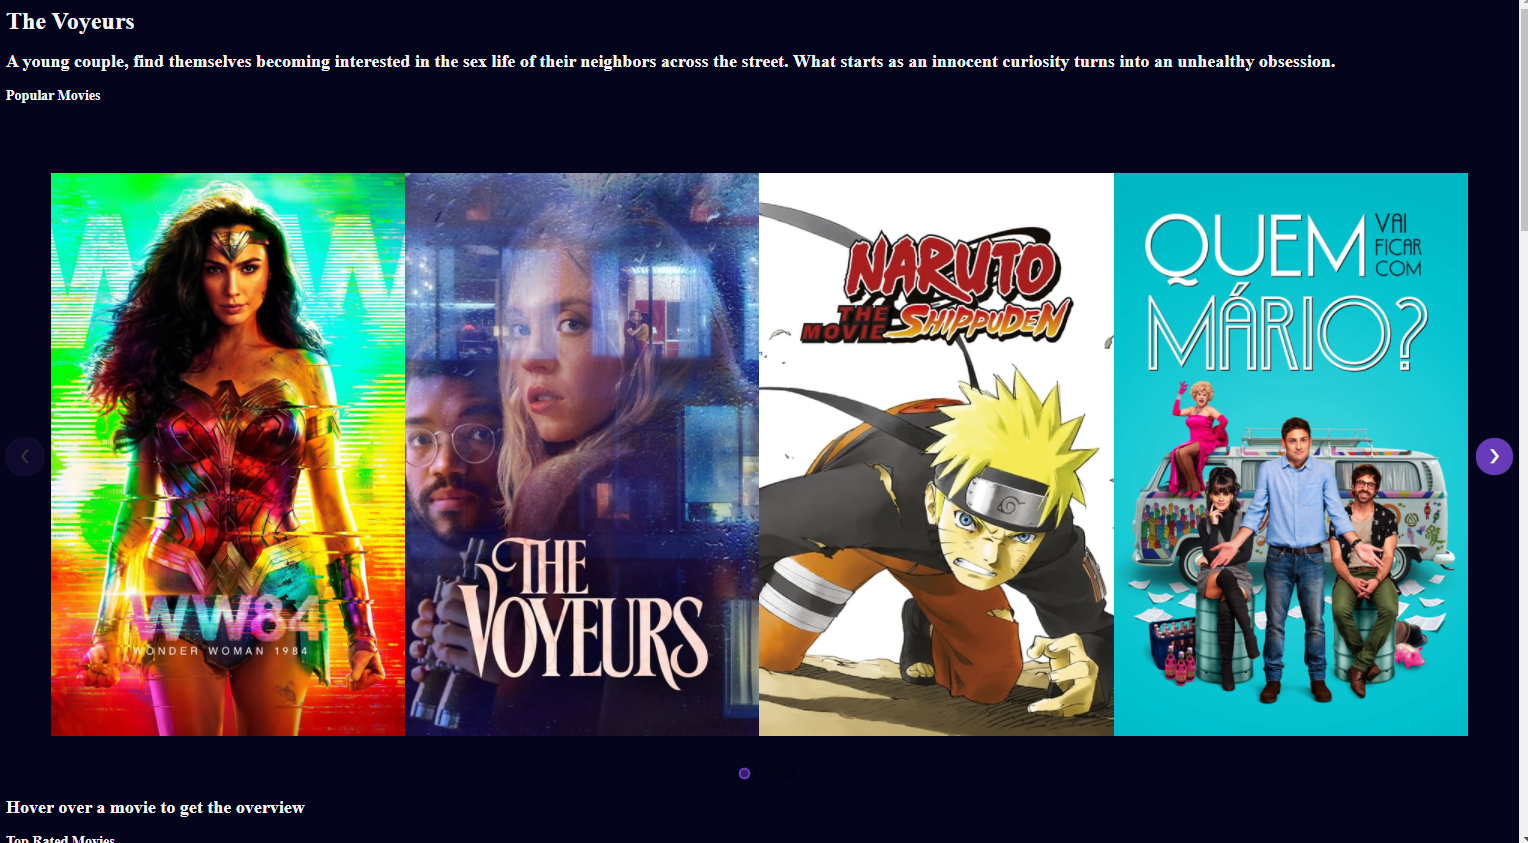 The Voyeurs
A young couple, find themselves becoming interested in the sex life of their neighbors across the street. What starts as an innocent curiosity turns into an unhealthy obsession.
Popular Movies
WW84
WONDER WOMAN 1984
THE
VOYEURS
NARUTO
THE
MOVIE SHIPPUDEN
QUEM VAI
FICAR
COM
MÁRIO?
Hover over a movie to get the overview
Top Rated Movies